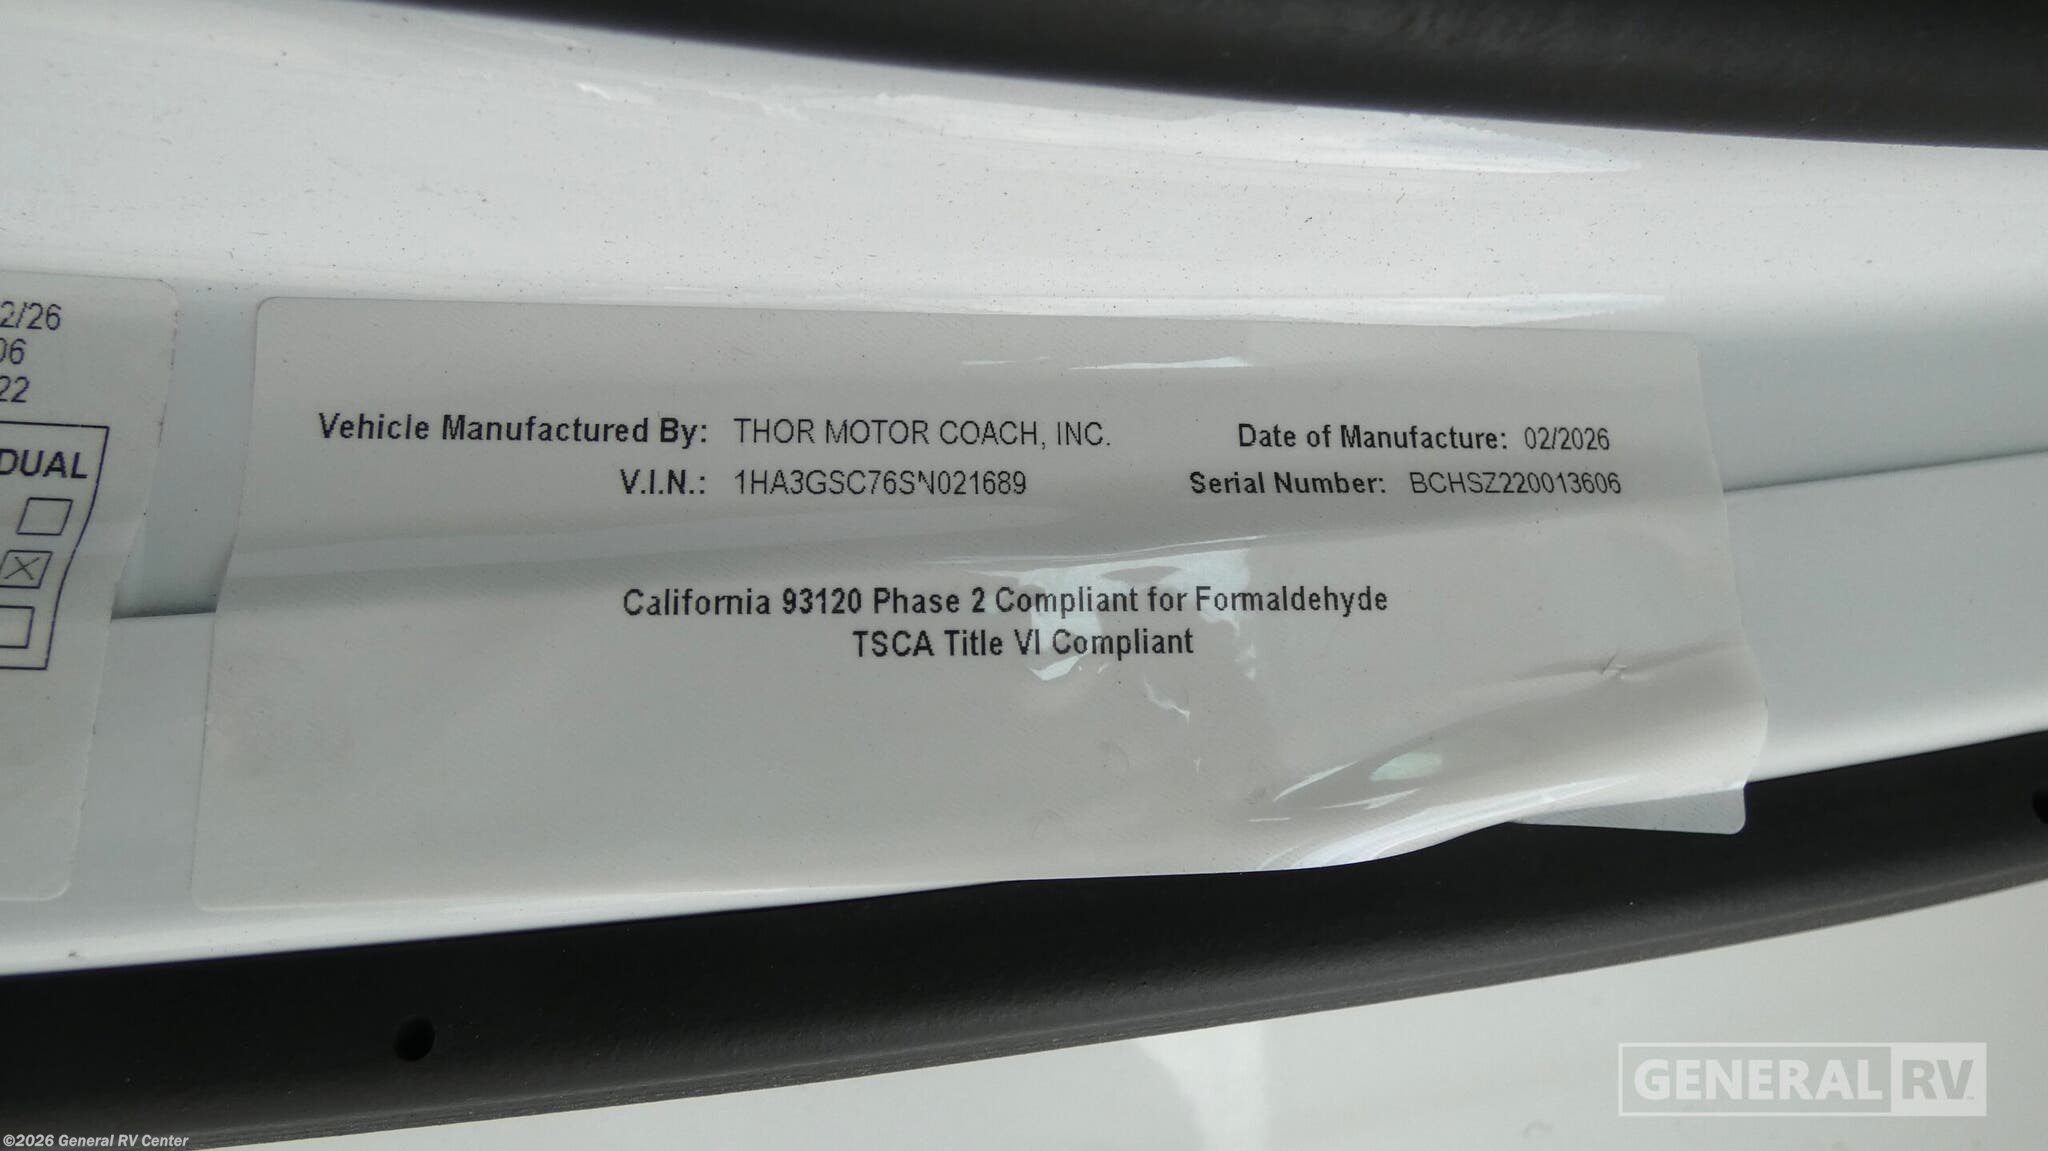 2/26
06
22
DUAL
Vehicle Manufactured By: THOR MOTOR COACH, INC.
Date of Manufacture: 02/2026
V.I.N.: 1HA3GSC76SN021689
Serial Number: BCHSZ220013606
California 93120 Phase 2 Compliant for Formaldehyde
TSCA Title VI Compliant
GENERAL RV
©2026 General RV Center